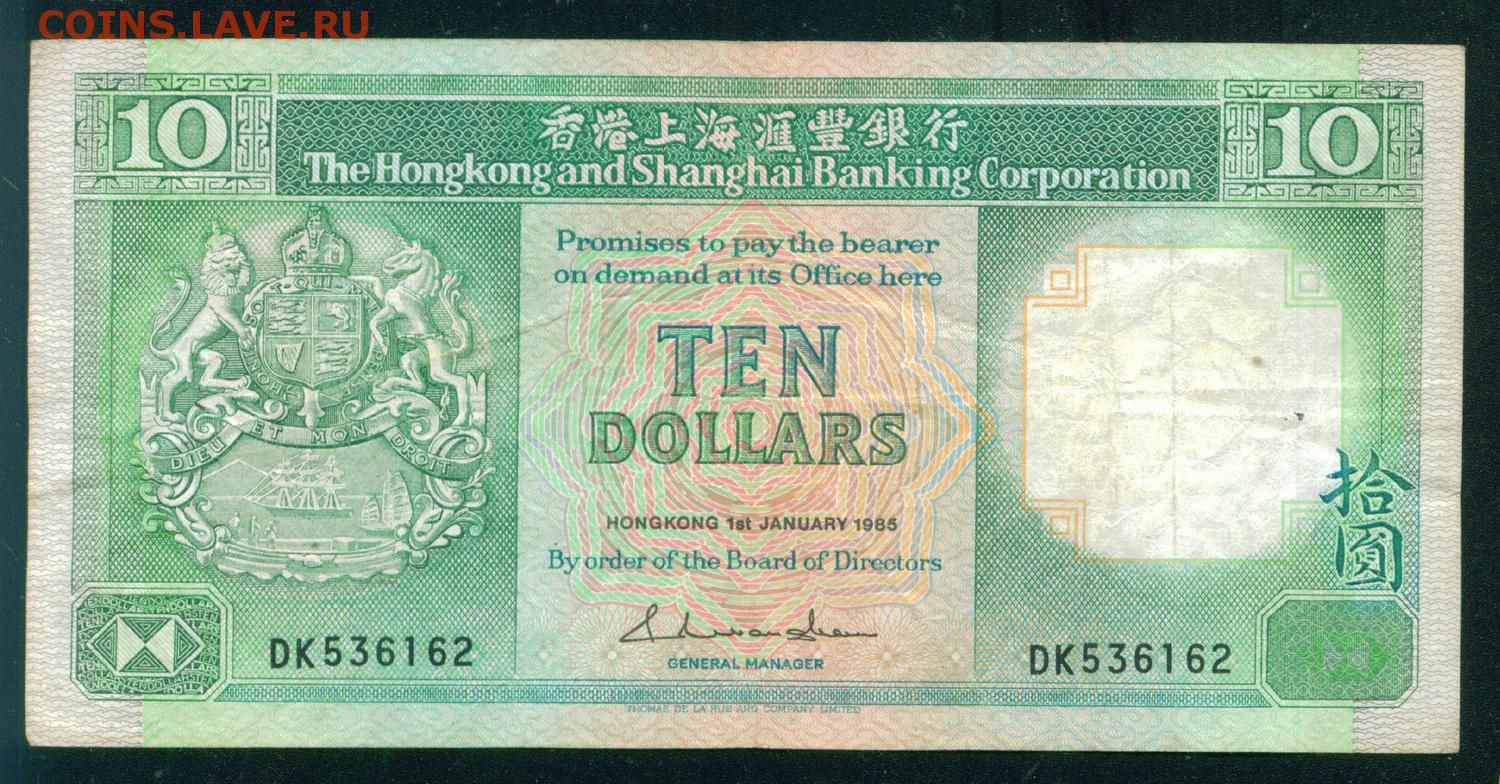 COINS.LAVE.RU
10
香港上海滙豐銀行
10
The Hongkong and Shanghai Banking Corporation
Promises to pay the bearer
on demand at its Office here
TEN
DOLLARS
HONGKONG 1st JANUARY 1985
By order of the Board of Directors
GENERAL MANAGER
DIEU ET MON DROIT
拾圓
DK536162
DK536162
THOMAS DE LA RUE AND COMPANY LIMITED